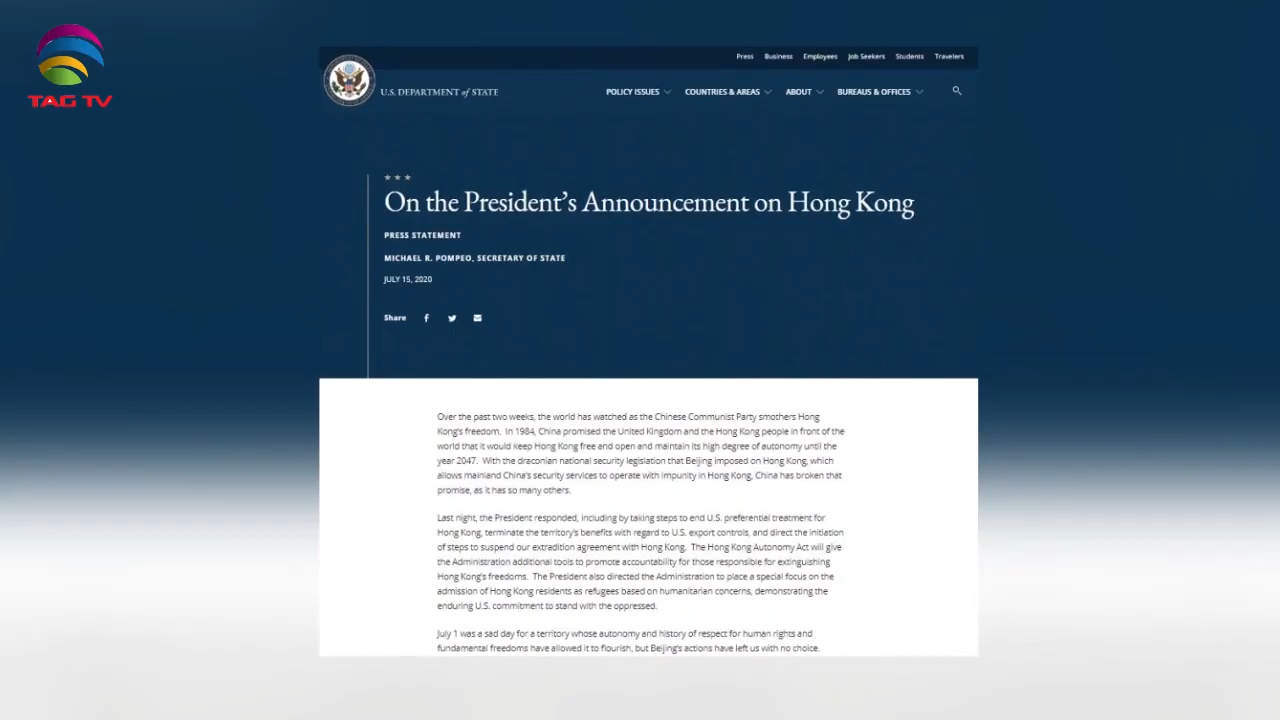 TAG TV
Press Business Employees Job Seekers Students Travelers
U.S. DEPARTMENT of STATE
POLICY ISSUES COUNTRIES & AREAS ABOUT BUREAUS & OFFICES
On the President's Announcement on Hong Kong
PRESS STATEMENT
MICHAEL R. POMPEO, SECRETARY OF STATE
JULY 15, 2020
Share
Over the past two weeks, the world has watched as the Chinese Communist Party smothers Hong
Kong's freedom. In 1984, China promised the United Kingdom and the Hong Kong people in front of the
world that it would keep Hong Kong free and open and maintain its high degree of autonomy until the
year 2047. With the draconian national security legislation that Beijing imposed on Hong Kong, which
allows mainland China's security services to operate with impunity in Hong Kong, China has broken that
promise, as it has so many others.
Last night, the President responded, including by taking steps to end U.S. preferential treatment for
Hong Kong, terminate the territory's benefits with regard to U.S. export controls, and direct the initiation
of steps to suspend our extradition agreement with Hong Kong. The Hong Kong Autonomy Act will give
the Administration additional tools to promote accountability for those responsible for extinguishing
Hong Kong's freedoms. The President also directed the Administration to place a special focus on the
admission of Hong Kong residents as refugees based on humanitarian concerns, demonstrating the
enduring U.S. commitment to stand with the oppressed.
July 1 was a sad day for a territory whose autonomy and history of respect for human rights and
fundamental freedoms have allowed it to flourish, but Beijing's actions have left us with no choice.